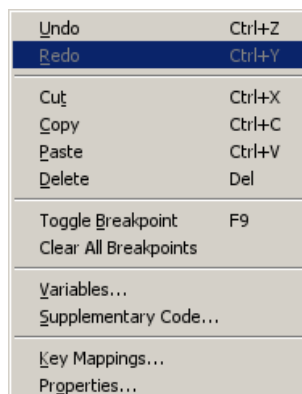 Undo Ctrl+Z
Redo Ctrl+Y
Cut Ctrl+X
Copy Ctrl+C
Paste Ctrl+V
Delete Del
Toggle Breakpoint F9
Clear All Breakpoints
Variables...
Supplementary Code...
Key Mappings...
Properties...